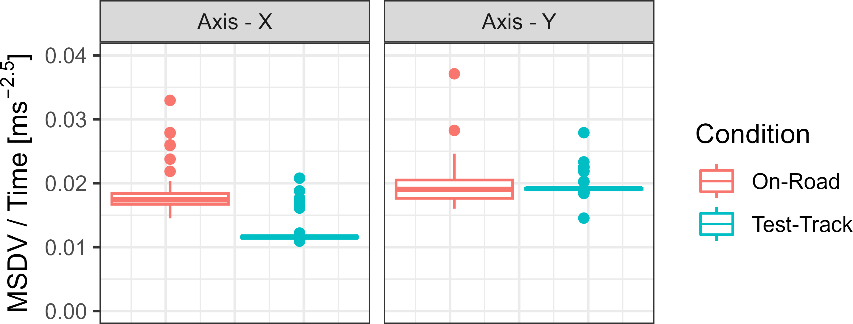 Axis - X
Axis - Y
MSDV / Time [ms⁻²·⁵]
0.04
0.03
0.02
0.01
0.00
Condition
On-Road
Test-Track